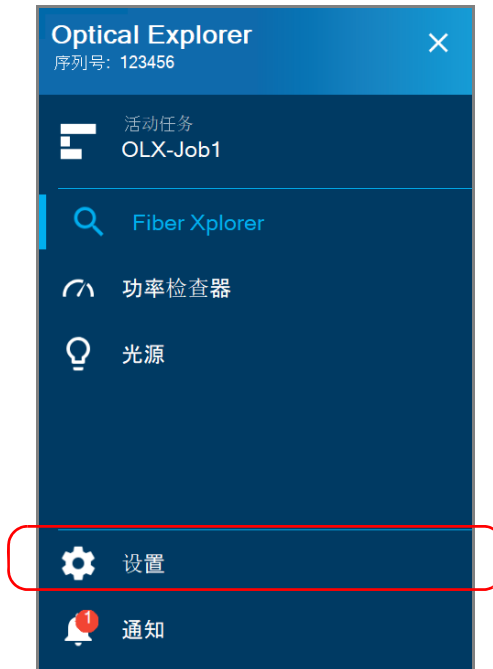 Optical Explorer
序列号: 123456
活动任务
OLX-Job1
Fiber Xplorer
功率检查器
光源
设置
1
通知